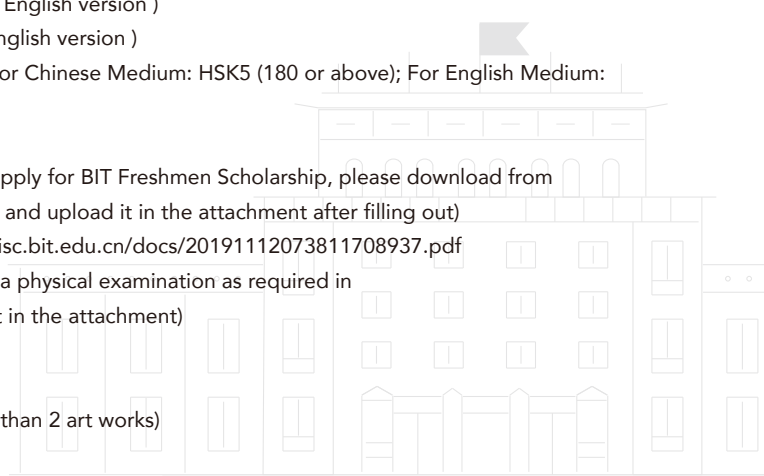 English version )
nglish version )
or Chinese Medium: HSK5 (180 or above); For English Medium:
pply for BIT Freshmen Scholarship, please download from
and upload it in the attachment after filling out)
isc.bit.edu.cn/docs/20191112073811708937.pdf
a physical examination as required in
t in the attachment)
than 2 art works)